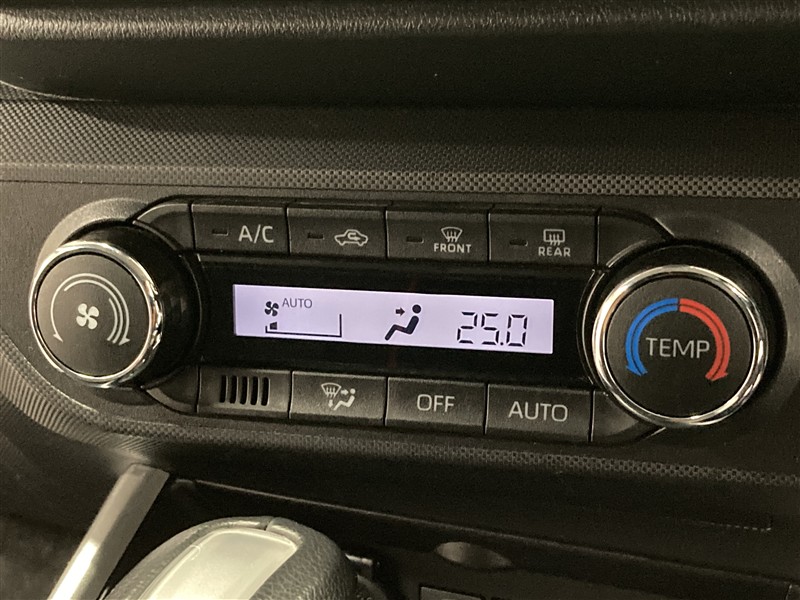 A/C
FRONT
REAR
AUTO
25.0
TEMP
OFF
AUTO